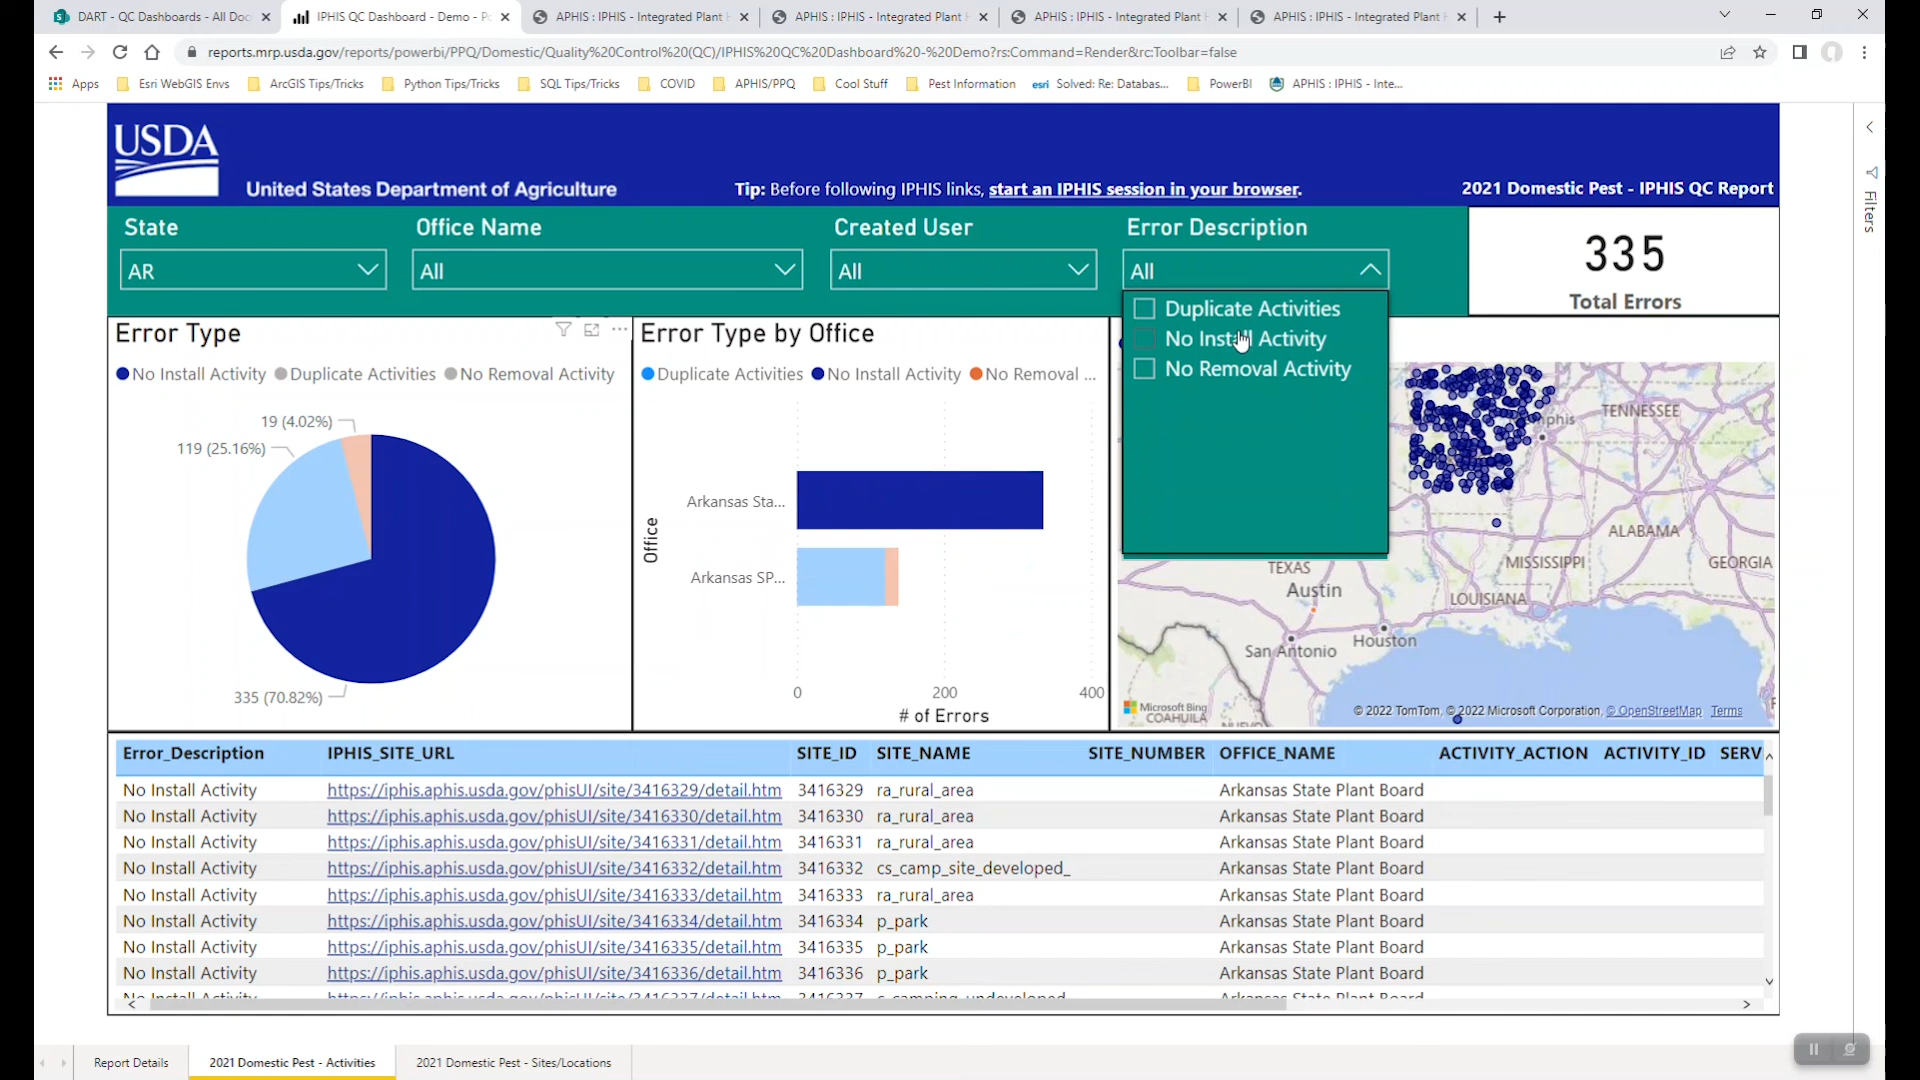 DART - QC Dashboards - All Doc
IPHIS QC Dashboard - Demo - Po
APHIS : IPHIS - Integrated Plant H
APHIS : IPHIS - Integrated Plant H
APHIS : IPHIS - Integrated Plant H
APHIS : IPHIS - Integrated Plant H
reports.mrp.usda.gov/reports/powerbi/PPQ/Domestic/Quality%20Control%20(QC)/IPHIS%20QC%20Dashboard%20-%20Demo?rs:Command=Render&rc:Toolbar=false
Apps
Esri WebGIS Envs
ArcGIS Tips/Tricks
Python Tips/Tricks
SQL Tips/Tricks
COVID
APHIS/PPQ
Cool Stuff
Pest Information
esri Solved: Re: Databas...
PowerBI
APHIS : IPHIS - Inte...
USDA
United States Department of Agriculture
Tip: Before following IPHIS links, start an IPHIS session in your browser.
2021 Domestic Pest - IPHIS QC Report
Filters
State
Office Name
Created User
Error Description
AR
All
All
All
335
Total Errors
Duplicate Activities
No Install Activity
No Removal Activity
Error Type
No Install Activity Duplicate Activities No Removal Activity
19 (4.02%)
119 (25.16%)
335 (70.82%)
Error Type by Office
Duplicate Activities No Install Activity No Removal ...
Office
Arkansas Sta...
Arkansas SP...
0 200 400
# of Errors
TENNESSEE
ALABAMA
MISSISSIPPI
GEORGIA
TEXAS
Austin
LOUISIANA
Houston
San Antonio
Microsoft Bing
COAHUILA
© 2022 TomTom, © 2022 Microsoft Corporation, © OpenStreetMap Terms
Error_Description IPHIS_SITE_URL SITE_ID SITE_NAME SITE_NUMBER OFFICE_NAME ACTIVITY_ACTION ACTIVITY_ID SERV
No Install Activity https://iphis.aphis.usda.gov/phisUI/site/3416329/detail.htm 3416329 ra_rural_area Arkansas State Plant Board
No Install Activity https://iphis.aphis.usda.gov/phisUI/site/3416330/detail.htm 3416330 ra_rural_area Arkansas State Plant Board
No Install Activity https://iphis.aphis.usda.gov/phisUI/site/3416331/detail.htm 3416331 ra_rural_area Arkansas State Plant Board
No Install Activity https://iphis.aphis.usda.gov/phisUI/site/3416332/detail.htm 3416332 cs_camp_site_developed_ Arkansas State Plant Board
No Install Activity https://iphis.aphis.usda.gov/phisUI/site/3416333/detail.htm 3416333 ra_rural_area Arkansas State Plant Board
No Install Activity https://iphis.aphis.usda.gov/phisUI/site/3416334/detail.htm 3416334 p_park Arkansas State Plant Board
No Install Activity https://iphis.aphis.usda.gov/phisUI/site/3416335/detail.htm 3416335 p_park Arkansas State Plant Board
No Install Activity https://iphis.aphis.usda.gov/phisUI/site/3416336/detail.htm 3416336 p_park Arkansas State Plant Board
Report Details
2021 Domestic Pest - Activities
2021 Domestic Pest - Sites/Locations